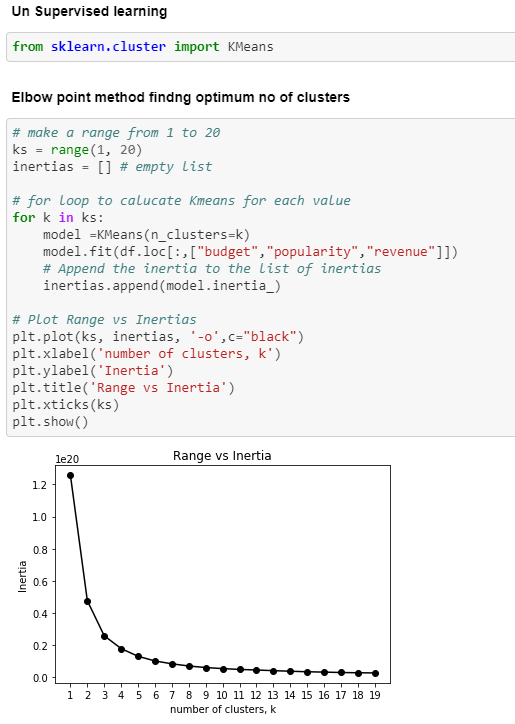 Un Supervised learning
from sklearn.cluster import KMeans
Elbow point method findng optimum no of clusters
# make a range from 1 to 20
ks = range(1, 20)
inertias = [] # empty list
# for loop to calucate Kmeans for each value
for k in ks:
    model =KMeans(n_clusters=k)
    model.fit(df.loc[:,["budget","popularity","revenue"]])
    # Append the inertia to the list of inertias
    inertias.append(model.inertia_)
# Plot Range vs Inertias
plt.plot(ks, inertias, '-o',c="black")
plt.xlabel('number of clusters, k')
plt.ylabel('Inertia')
plt.title('Range vs Inertia')
plt.xticks(ks)
plt.show()
1e20
Range vs Inertia
1.2
1.0
0.8
0.6
0.4
0.2
0.0
Inertia
1 2 3 4 5 6 7 8 9 10 11 12 13 14 15 16 17 18 19
number of clusters, k